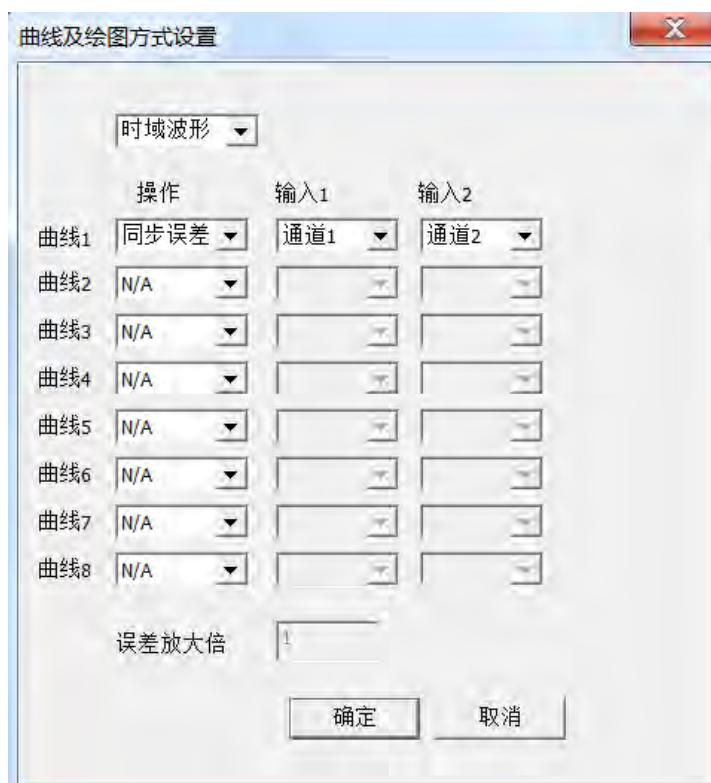 曲线及绘图方式设置
时域波形
操作 输入1 输入2
曲线1 同步误差 通道1 通道2
曲线2 N/A
曲线3 N/A
曲线4 N/A
曲线5 N/A
曲线6 N/A
曲线7 N/A
曲线8 N/A
误差放大倍 1
确定 取消